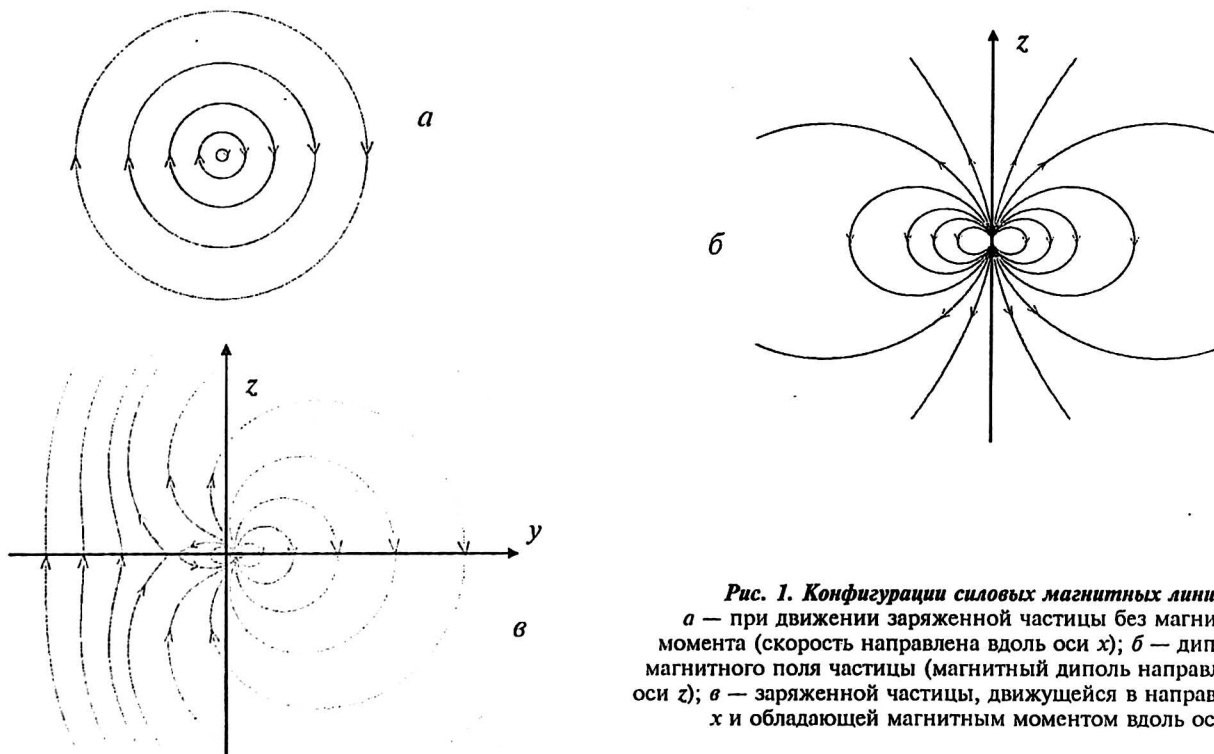 а
z
б
z
y
в
Рис. 1. Конфигурации силовых магнитных лини
а — при движении заряженной частицы без магни
момента (скорость направлена вдоль оси x); б — дип
магнитного поля частицы (магнитный диполь направл
оси z); в — заряженной частицы, движущейся в направ
x и обладающей магнитным моментом вдоль ос